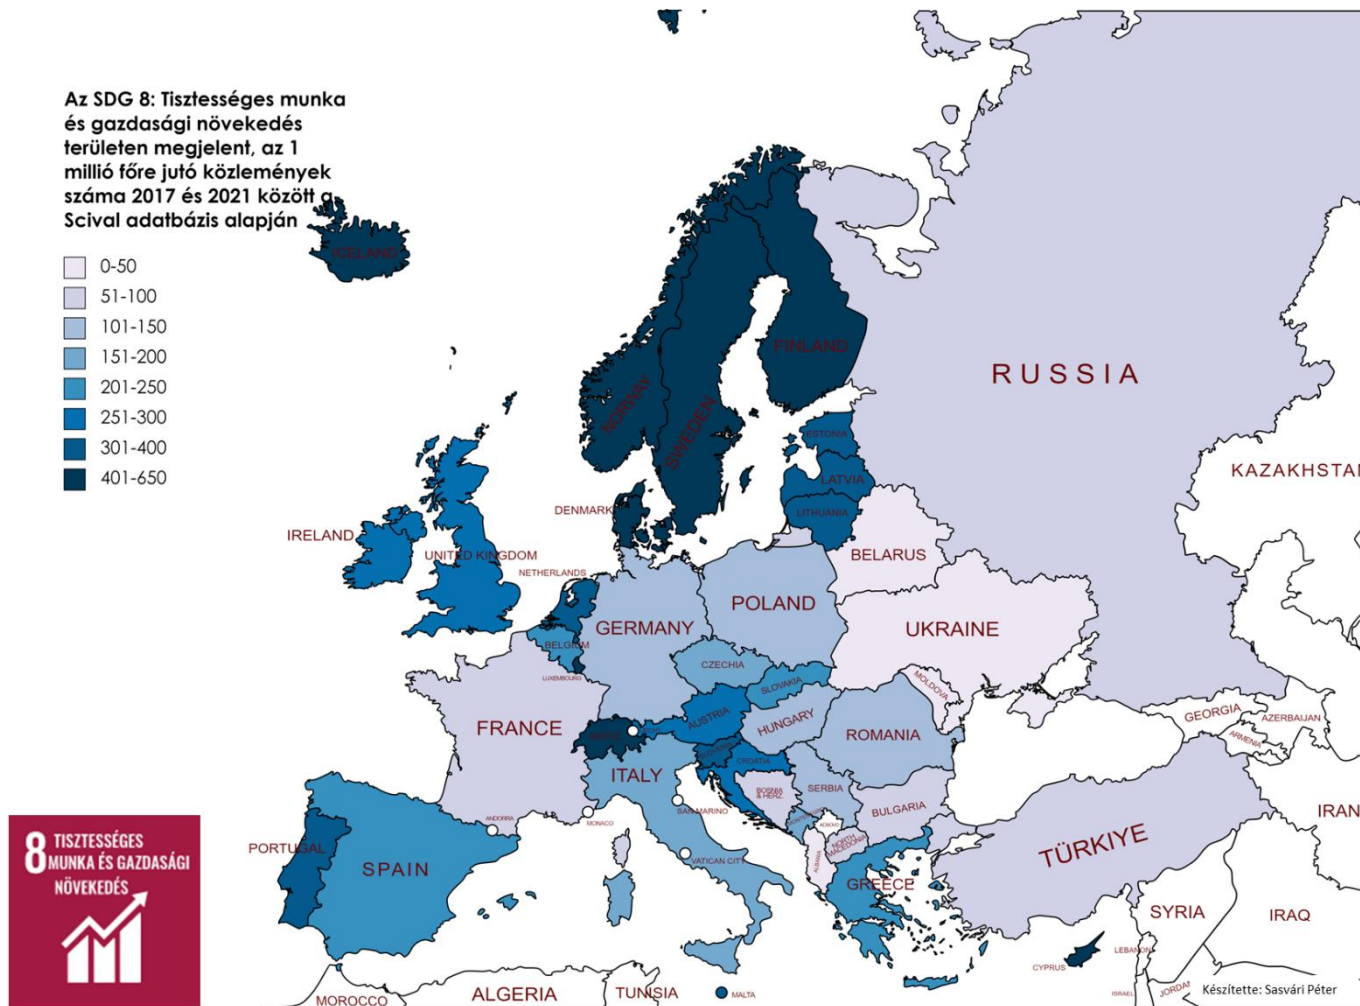 Az SDG 8: Tisztességes munka
és gazdasági növekedés
területen megjelent, az 1
millió főre jutó közlemények
száma 2017 és 2021 között a
Scival adatbázis alapján
0-50
51-100
101-150
151-200
201-250
251-300
301-400
401-650
ICELAND
NORWAY
SWEDEN
FINLAND
RUSSIA
ESTONIA
LATVIA
LITHUANIA
KAZAKHSTAN
DENMARK
IRELAND
UNITED KINGDOM
NETHERLANDS
BELARUS
POLAND
GERMANY
UKRAINE
BELGIUM
LUXEMBOURG
CZECHIA
SLOVAKIA
MOLDOVA
FRANCE
AUSTRIA
HUNGARY
ROMANIA
GEORGIA
AZERBAIJAN
ARMENIA
SLOVENIA
CROATIA
ITALY
BOSNIA
& HERZ.
SERBIA
SAN MARINO
MONTENEGRO
KOSOVO
BULGARIA
ANDORRA
MONACO
NORTH
MACEDONIA
ALBANIA
IRAN
PORTUGAL
SPAIN
VATICAN CITY
GREECE
TÜRKIYE
SYRIA
IRAQ
LEBANON
CYPRUS
ISRAEL
JORDAN
MOROCCO
ALGERIA
TUNISIA
MALTA
8 TISZTESSÉGES
MUNKA ÉS GAZDASÁGI
NÖVEKEDÉS
Készítette: Sasvári Péter